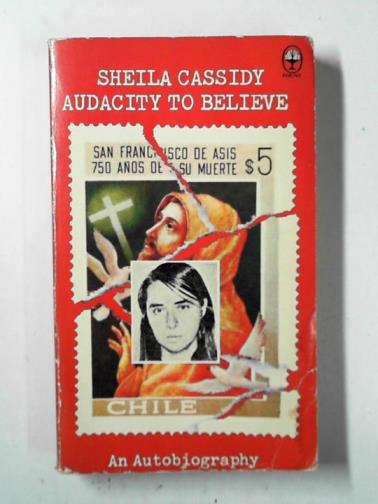 SHEILA CASSIDY
AUDACITY TO BELIEVE
SAN FRANCISCO DE ASIS
750 AÑOS DE SU MUERTE $5
CHILE
An Autobiography